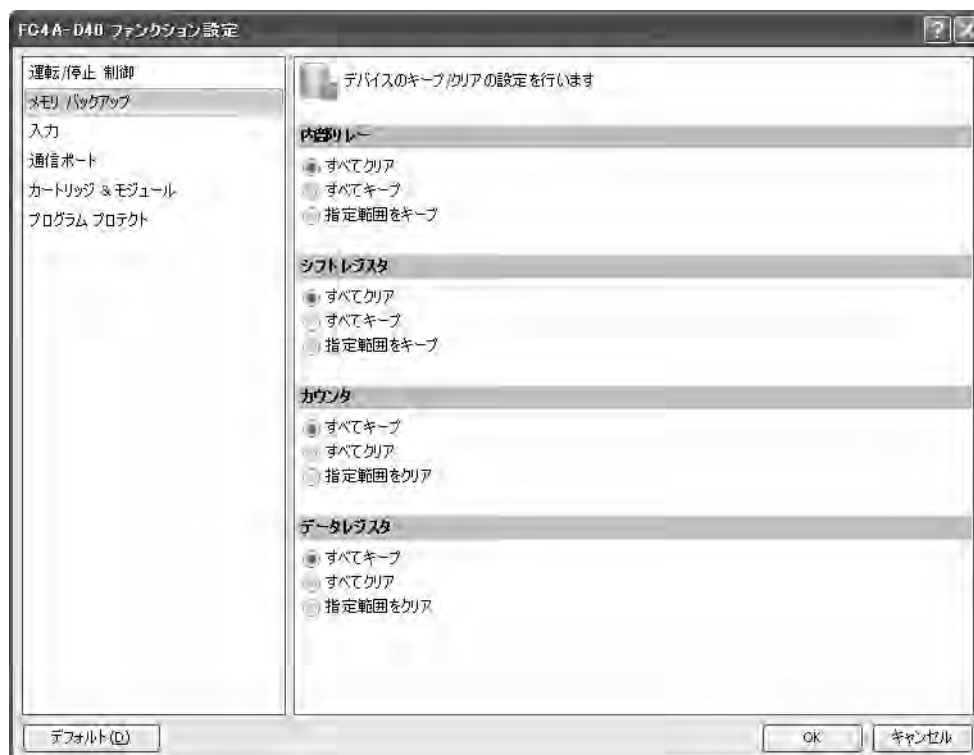 FC4A-D40 ファンクション設定
運転/停止 制御
メモリ バックアップ
入力
通信ポート
カートリッジ & モジュール
プログラム プロテクト
デバイスのキープ/クリアの設定を行います
内部リレー
すべてクリア
すべてキープ
指定範囲をキープ
シフトレジスタ
すべてクリア
すべてキープ
指定範囲をキープ
カウンタ
すべてキープ
すべてクリア
指定範囲をクリア
データレジスタ
すべてキープ
すべてクリア
指定範囲をクリア
デフォルト(D)
OK
キャンセル